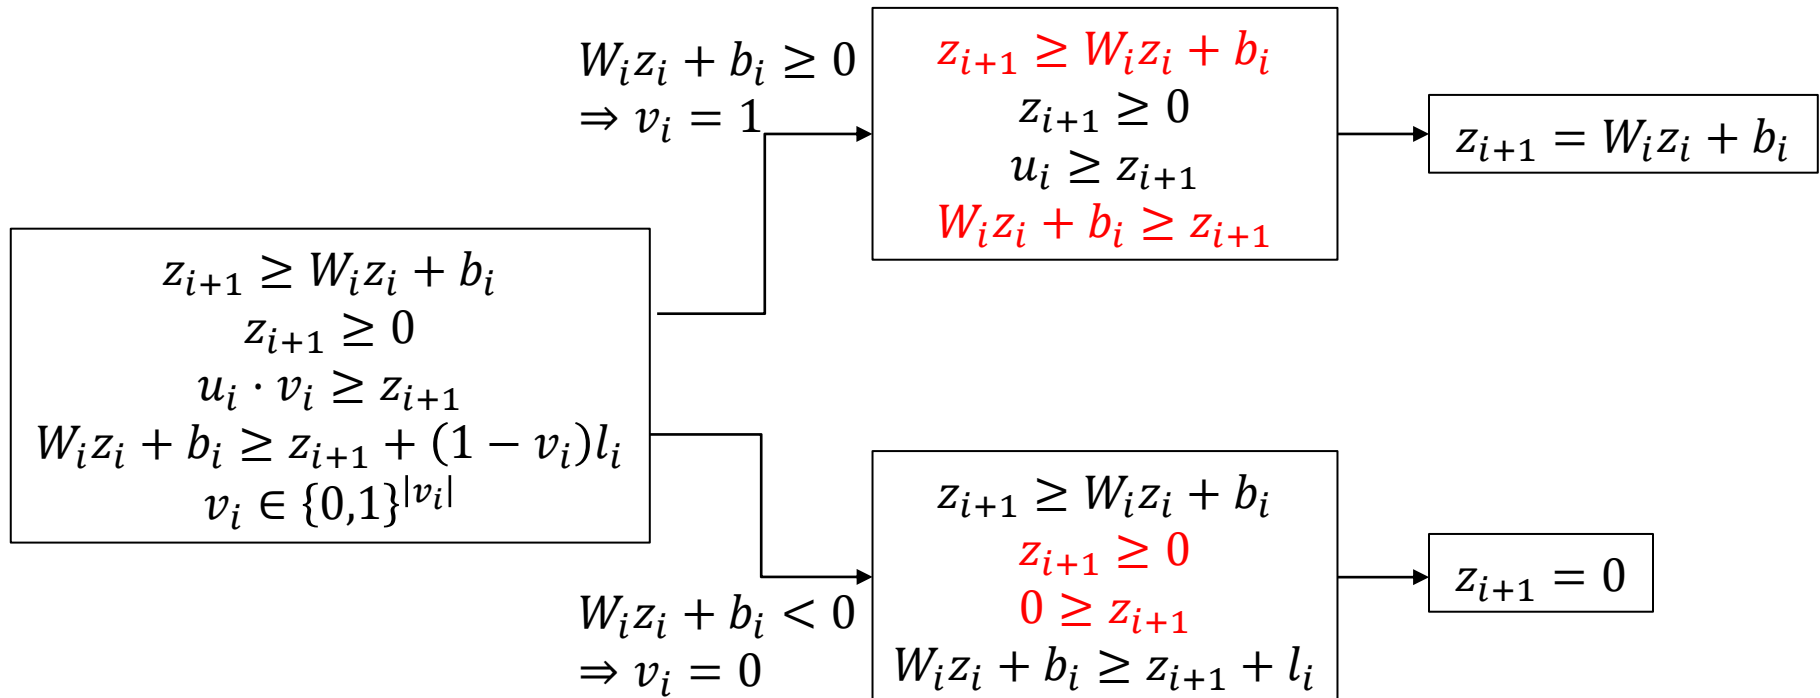 z_{i+1} ≥ W_i z_i + b_i
z_{i+1} ≥ 0
u_i · v_i ≥ z_{i+1}
W_i z_i + b_i ≥ z_{i+1} + (1 − v_i)l_i
v_i ∈ {0,1}^{|v_i|}
W_i z_i + b_i ≥ 0
⇒ v_i = 1
z_{i+1} ≥ W_i z_i + b_i
z_{i+1} ≥ 0
u_i ≥ z_{i+1}
W_i z_i + b_i ≥ z_{i+1}
z_{i+1} = W_i z_i + b_i
W_i z_i + b_i < 0
⇒ v_i = 0
z_{i+1} ≥ W_i z_i + b_i
z_{i+1} ≥ 0
0 ≥ z_{i+1}
W_i z_i + b_i ≥ z_{i+1} + l_i
z_{i+1} = 0